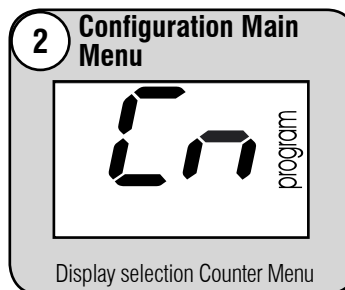 2
Configuration Main
Menu
Cn
program
Display selection Counter Menu